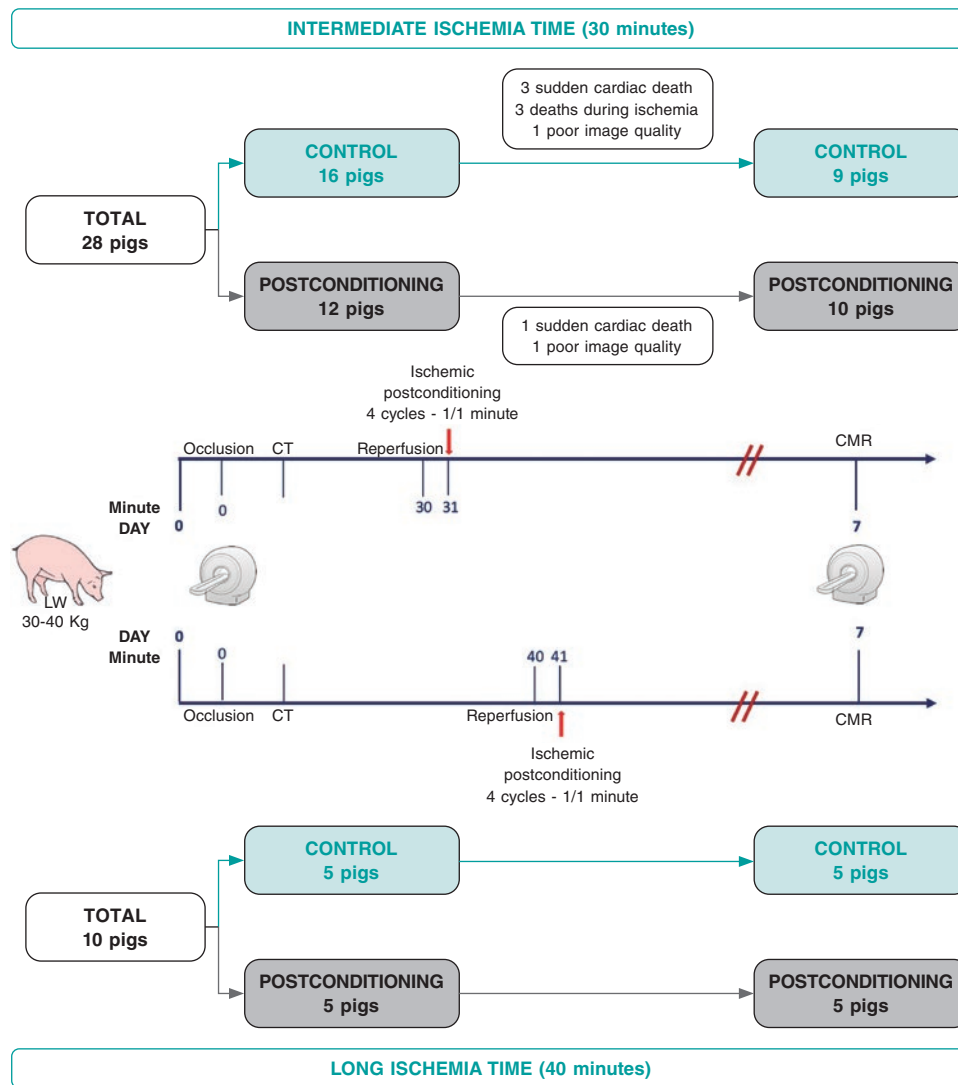 INTERMEDIATE ISCHEMIA TIME (30 minutes)
3 sudden cardiac death
3 deaths during ischemia
1 poor image quality
CONTROL
16 pigs
CONTROL
9 pigs
TOTAL
28 pigs
POSTCONDITIONING
12 pigs
POSTCONDITIONING
10 pigs
1 sudden cardiac death
1 poor image quality
Ischemic
postconditioning
4 cycles - 1/1 minute
Occlusion CT Reperfusion CMR
Minute 0 30 31
DAY 0 7
LW
30-40 Kg
DAY 0 7
Minute 0 40 41
Occlusion CT Reperfusion CMR
Ischemic
postconditioning
4 cycles - 1/1 minute
CONTROL
5 pigs
CONTROL
5 pigs
TOTAL
10 pigs
POSTCONDITIONING
5 pigs
POSTCONDITIONING
5 pigs
LONG ISCHEMIA TIME (40 minutes)